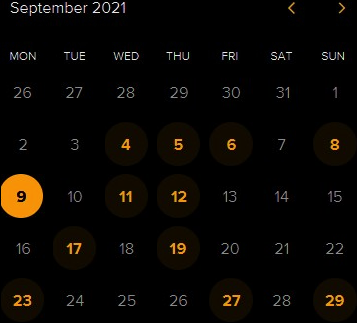 September 2021
MON TUE WED THU FRI SAT SUN
26 27 28 29 30 31 1
2 3 4 5 6 7 8
9 10 11 12 13 14 15
16 17 18 19 20 21 22
23 24 25 26 27 28 29